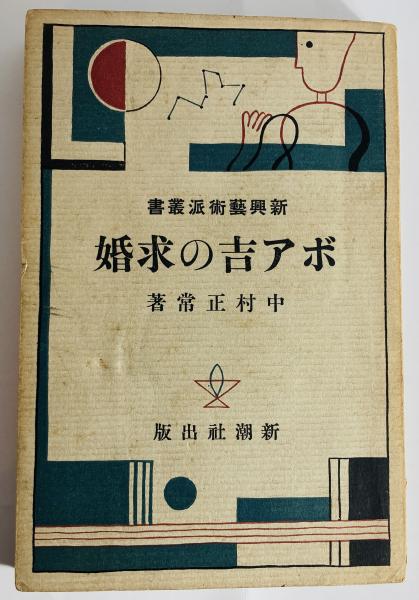 新興藝術派叢書
ボア吉の求婚
中村正常著
新潮社出版